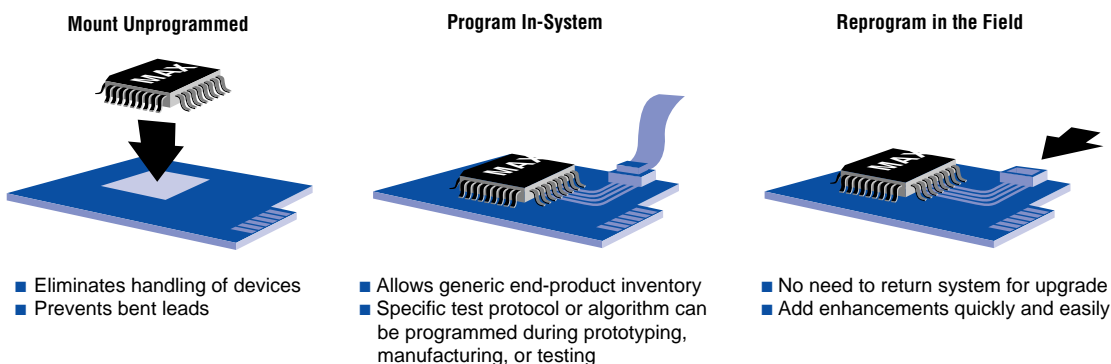 Mount Unprogrammed
MAX
■ Eliminates handling of devices
■ Prevents bent leads
Program In-System
MAX
■ Allows generic end-product inventory
■ Specific test protocol or algorithm can
be programmed during prototyping,
manufacturing, or testing
Reprogram in the Field
MAX
■ No need to return system for upgrade
■ Add enhancements quickly and easily